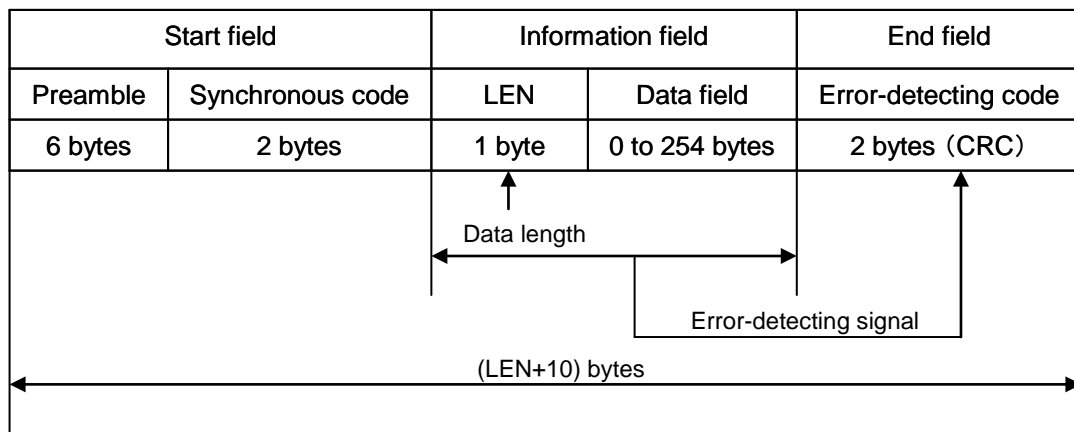 Start field Information field End field
Preamble Synchronous code LEN Data field Error-detecting code
6 bytes 2 bytes 1 byte 0 to 254 bytes 2 bytes（CRC）
Data length
Error-detecting signal
(LEN+10) bytes